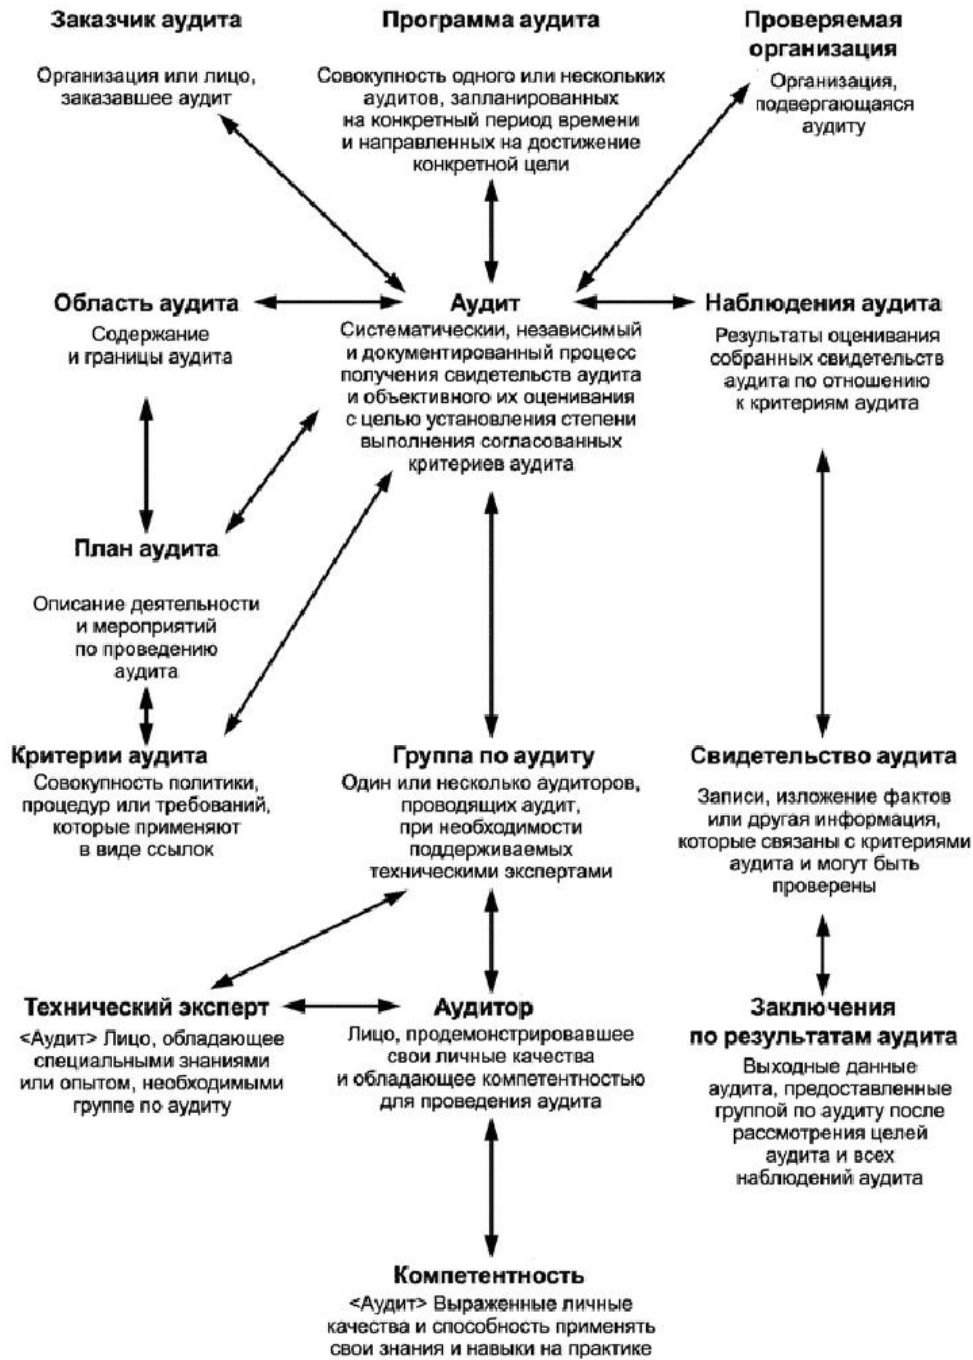 Заказчик аудита
Организация или лицо,
заказавшее аудит
Программа аудита
Совокупность одного или нескольких
аудитов, запланированных
на конкретный период времени
и направленных на достижение
конкретной цели
Проверяемая
организация
Организация,
подвергающаяся
аудиту
Область аудита
Содержание
и границы аудита
Аудит
Систематически, независимый
и документированный процесс
получения свидетельств аудита
и объективного их оценивания
с целью установления степени
выполнения согласованных
критериев аудита
Наблюдения аудита
Результаты оценивания
собранных свидетельств
аудита по отношению
к критериям аудита
План аудита
Описание деятельности
и мероприятий
по проведению
аудита
Критерии аудита
Совокупность политики,
процедур или требований,
которые применяют
в виде ссылок
Группа по аудиту
Один или несколько аудиторов,
проводящих аудит,
при необходимости
поддерживаемых
техническими экспертами
Свидетельство аудита
Записи, изложение фактов
или другая информация,
которые связаны с критериями
аудита и могут быть
проверены
Технический эксперт
<Аудит> Лицо, обладающее
специальными знаниями
или опытом, необходимыми
группе по аудиту
Аудитор
Лицо, продемонстрировавшее
свои личные качества
и обладающее компетентностью
для проведения аудита
Заключения
по результатам аудита
Выходные данные
аудита, предоставленные
группой по аудиту после
рассмотрения целей
аудита и всех
наблюдений аудита
Компетентность
<Аудит> Выраженные личные
качества и способность применять
свои знания и навыки на практике